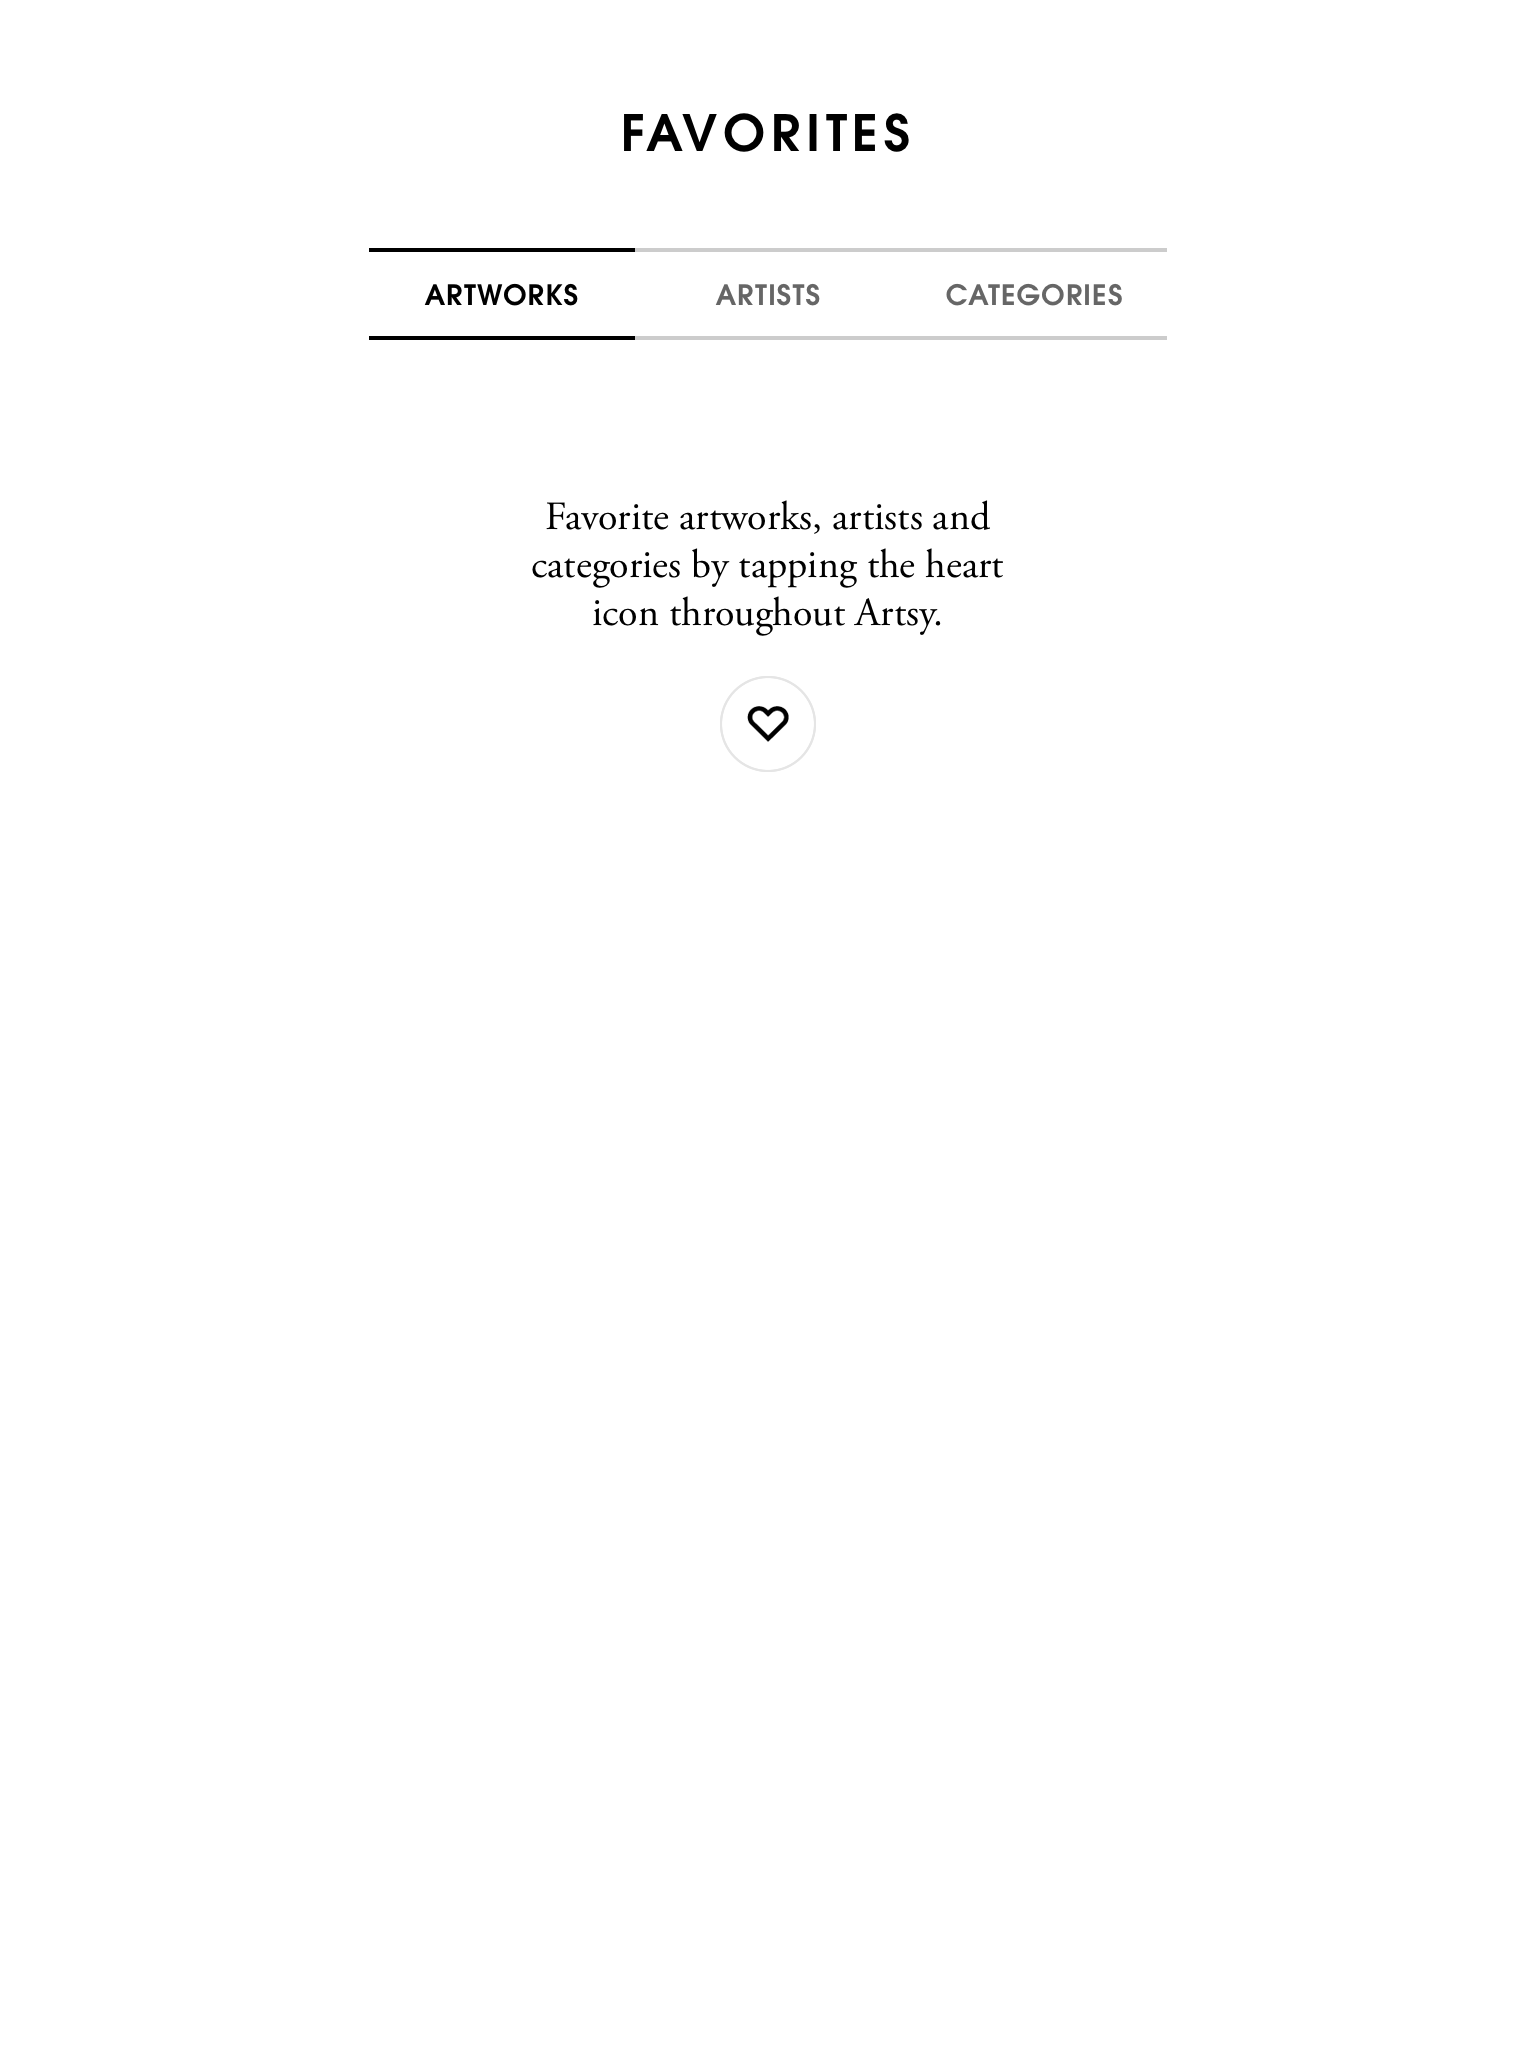 FAVORITES
ARTWORKS ARTISTS CATEGORIES
Favorite artworks, artists and
categories by tapping the heart
icon throughout Artsy.